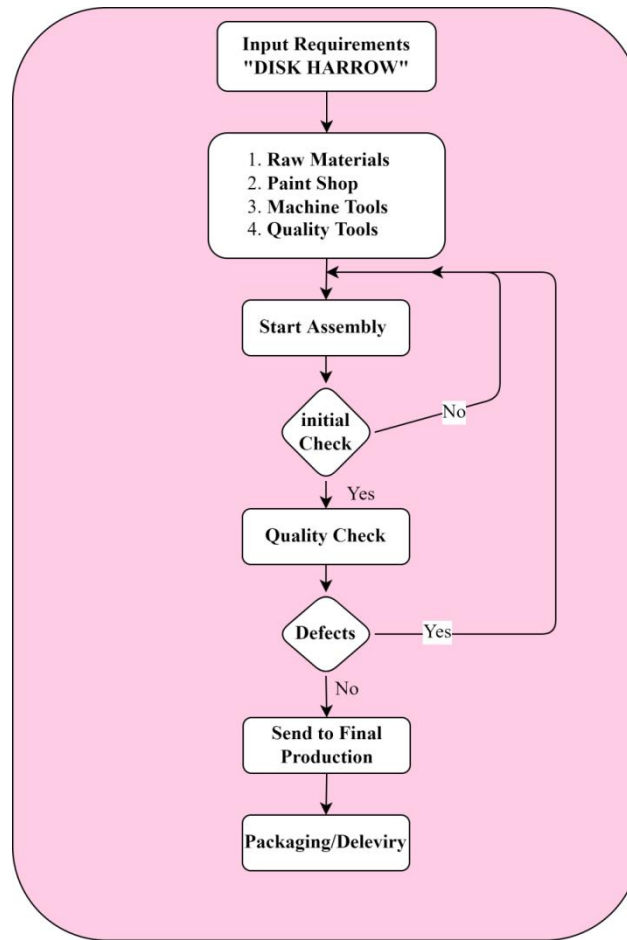 Input Requirements
"DISK HARROW"
1. Raw Materials
2. Paint Shop
3. Machine Tools
4. Quality Tools
Start Assembly
initial
Check
No
Yes
Quality Check
Defects
Yes
No
Send to Final
Production
Packaging/Deleviry